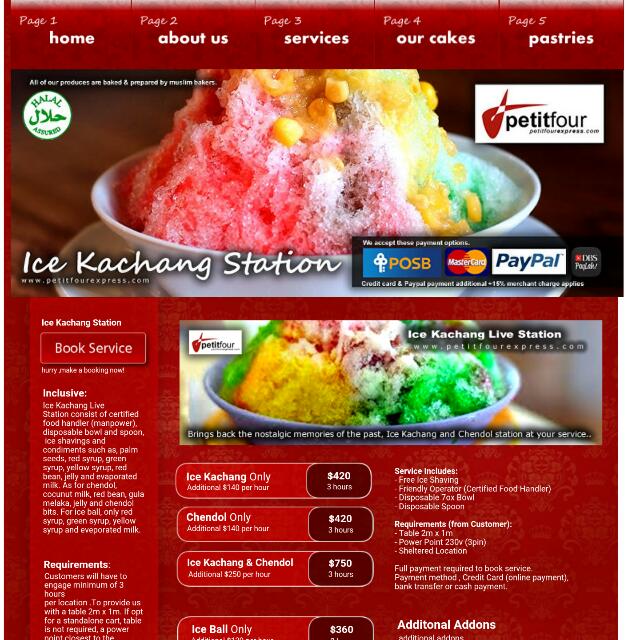 Page 1
home
Page 2
about us
Page 3
services
Page 4
our cakes
Page 5
pastries
All of our produces are baked & prepared by muslim bakers.
HALAL
حلال
ASSURED
petitfour
petitfourexpress.com
Ice Kachang Station
www.petitfourexpress.com
We accept these payment options.
POSB
MasterCard
PayPal
DBS
PayLah!
Credit card & Paypal payment additional +15% merchant charge applies
Ice Kachang Station
Book Service
hurry ,make a booking now!
Inclusive:
Ice Kachang Live
Station consist of certified
food handler (manpower),
disposable bowl and spoon,
ice shavings and
condiments such as, palm
seeds, red syrup, green
syrup, yellow syrup, red
bean, jelly and evaporated
milk. As for chendol,
coconut milk, red bean, gula
melaka, jelly and chendol
bits. For ice ball, only red
syrup, green syrup, yellow
syrup and eveporated milk.
Requirements:
Customers will have to
engage minimum of 3
hours
per location .To provide us
with a table 2m x 1m. If opt
for a standalone cart, table
is not required, a power
point closest to the
petitfour
Ice Kachang Live Station
www.petitfourexpress.com
Brings back the nostalgic memories of the past, Ice Kachang and Chendol station at your service..
Ice Kachang Only
Additional $140 per hour
$420
3 hours
Chendol Only
Additional $140 per hour
$420
3 hours
Ice Kachang & Chendol
Additional $250 per hour
$750
3 hours
Ice Ball Only
$360
Service Includes:
- Free Ice Shaving
- Friendly Operator (Certified Food Handler)
- Disposable 7ox Bowl
- Disposable Spoon
Requirements (from Customer):
- Table 2m x 1m
- Power Point 230v (3pin)
- Sheltered Location
Full payment required to book service.
Payment method , Credit Card (online payment),
bank transfer or cash payment.
Additonal Addons
additional addons